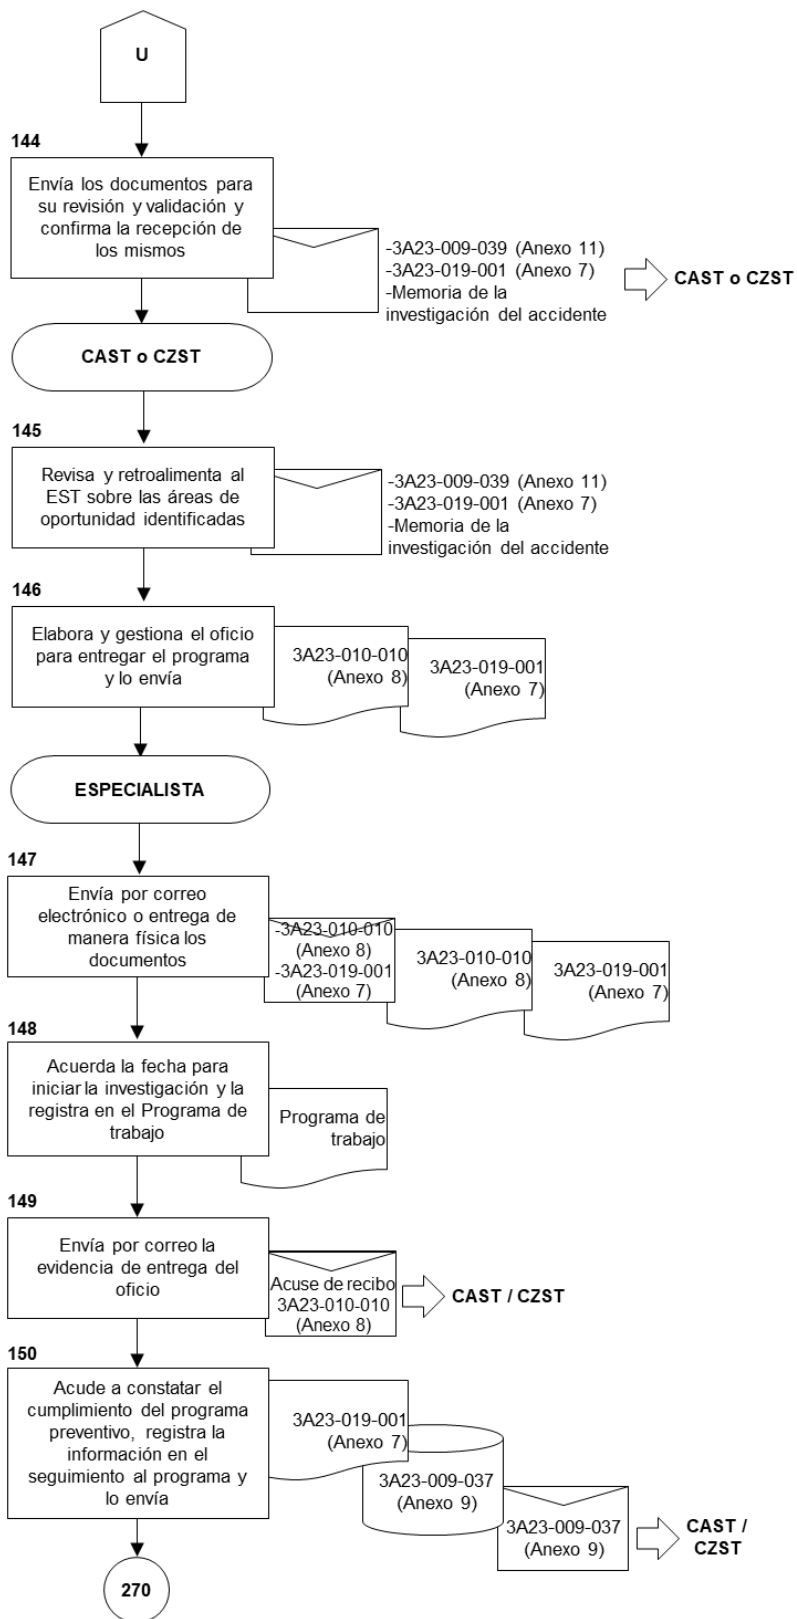 U
144
Envía los documentos para
su revisión y validación y
confirma la recepción de
los mismos
-3A23-009-039 (Anexo 11)
-3A23-019-001 (Anexo 7)
-Memoria de la
investigación del accidente
CAST o CZST
CAST o CZST
145
Revisa y retroalimenta al
EST sobre las áreas de
oportunidad identificadas
-3A23-009-039 (Anexo 11)
-3A23-019-001 (Anexo 7)
-Memoria de la
investigación del accidente
146
Elabora y gestiona el oficio
para entregar el programa
y lo envía
3A23-010-010
(Anexo 8)
3A23-019-001
(Anexo 7)
ESPECIALISTA
147
Envía por correo
electrónico o entrega de
manera física los
documentos
-3A23-010-010
(Anexo 8)
-3A23-019-001
(Anexo 7)
3A23-010-010
(Anexo 8)
3A23-019-001
(Anexo 7)
148
Acuerda la fecha para
iniciar la investigación y la
registra en el Programa de
trabajo
Programa de
trabajo
149
Envía por correo la
evidencia de entrega del
oficio
Acuse de recibo
3A23-010-010
(Anexo 8)
CAST / CZST
150
Acude a constatar el
cumplimiento del programa
preventivo, registra la
información en el
seguimiento al programa y
lo envía
3A23-019-001
(Anexo 7)
3A23-009-037
(Anexo 9)
3A23-009-037
(Anexo 9)
CAST /
CZST
270